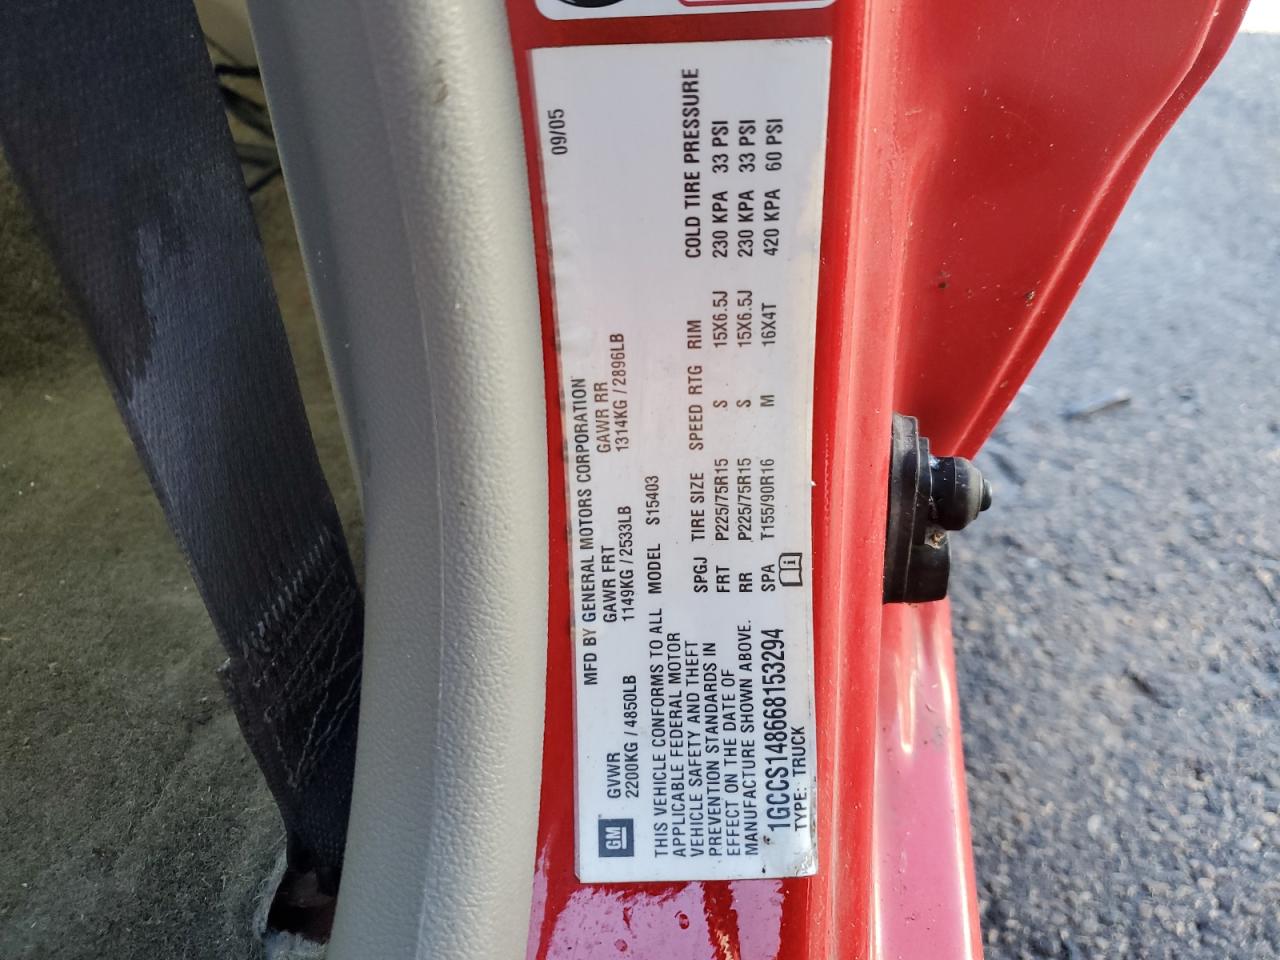 GM
MFD BY GENERAL MOTORS CORPORATION 09/05
GVWR GAWR FRT GAWR RR
2200KG / 4850LB 1149KG / 2533LB 1314KG / 2896LB
THIS VEHICLE CONFORMS TO ALL MODEL S15403
APPLICABLE FEDERAL MOTOR
VEHICLE SAFETY AND THEFT
PREVENTION STANDARDS IN
EFFECT ON THE DATE OF
MANUFACTURE SHOWN ABOVE.
SPGJ TIRE SIZE SPEED RTG RIM COLD TIRE PRESSURE
FRT P225/75R15 S 15X6.5J 230 KPA 33 PSI
RR P225/75R15 S 15X6.5J 230 KPA 33 PSI
SPA T155/90R16 M 16X4T 420 KPA 60 PSI
1GCCS148668153294
TYPE: TRUCK